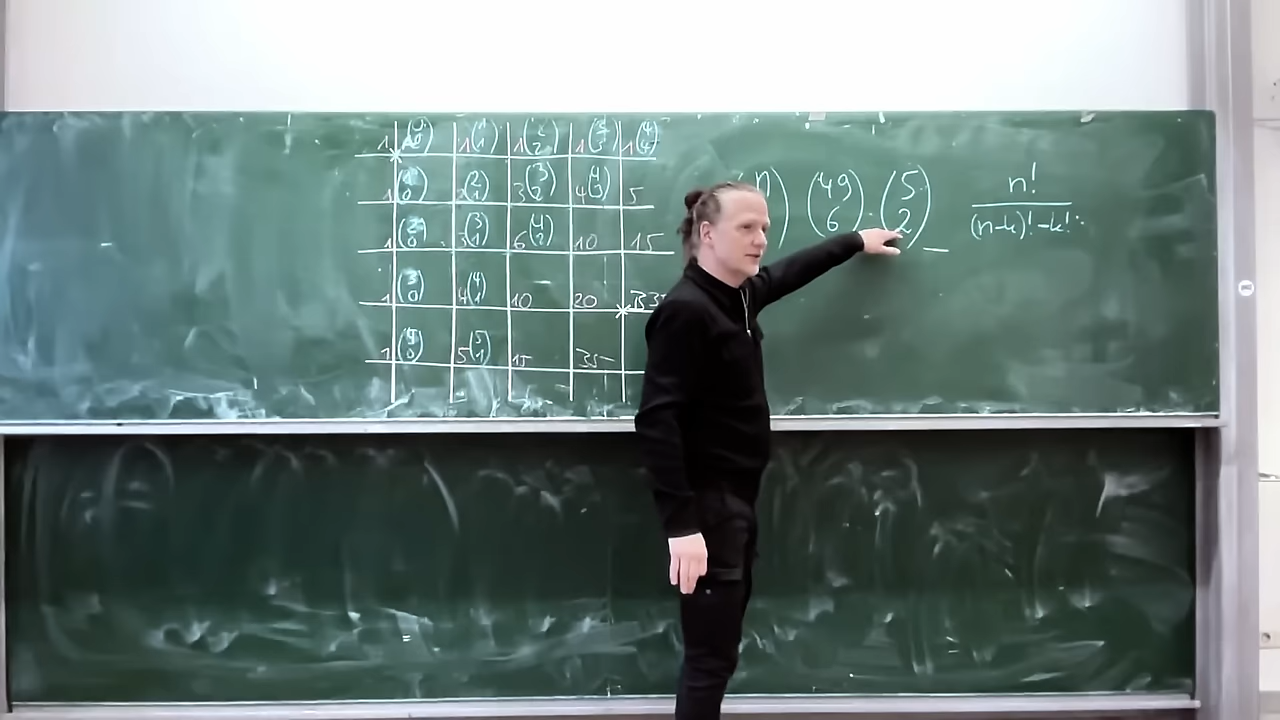 1 (0 0) 1 (1 1) 1 (2 2) 1 (3 3) 1 (4 4)
1 (1 0) 2 (2 1) 3 (3 2) 4 (4 3) 5
1 (2 0) 3 (3 1) 6 (4 2) 10 15
1 (3 0) 4 (4 1) 10 20 35
1 5 (5 1) 15 35
n (49 6) · (5 2)
n!
(n-k)! - k!